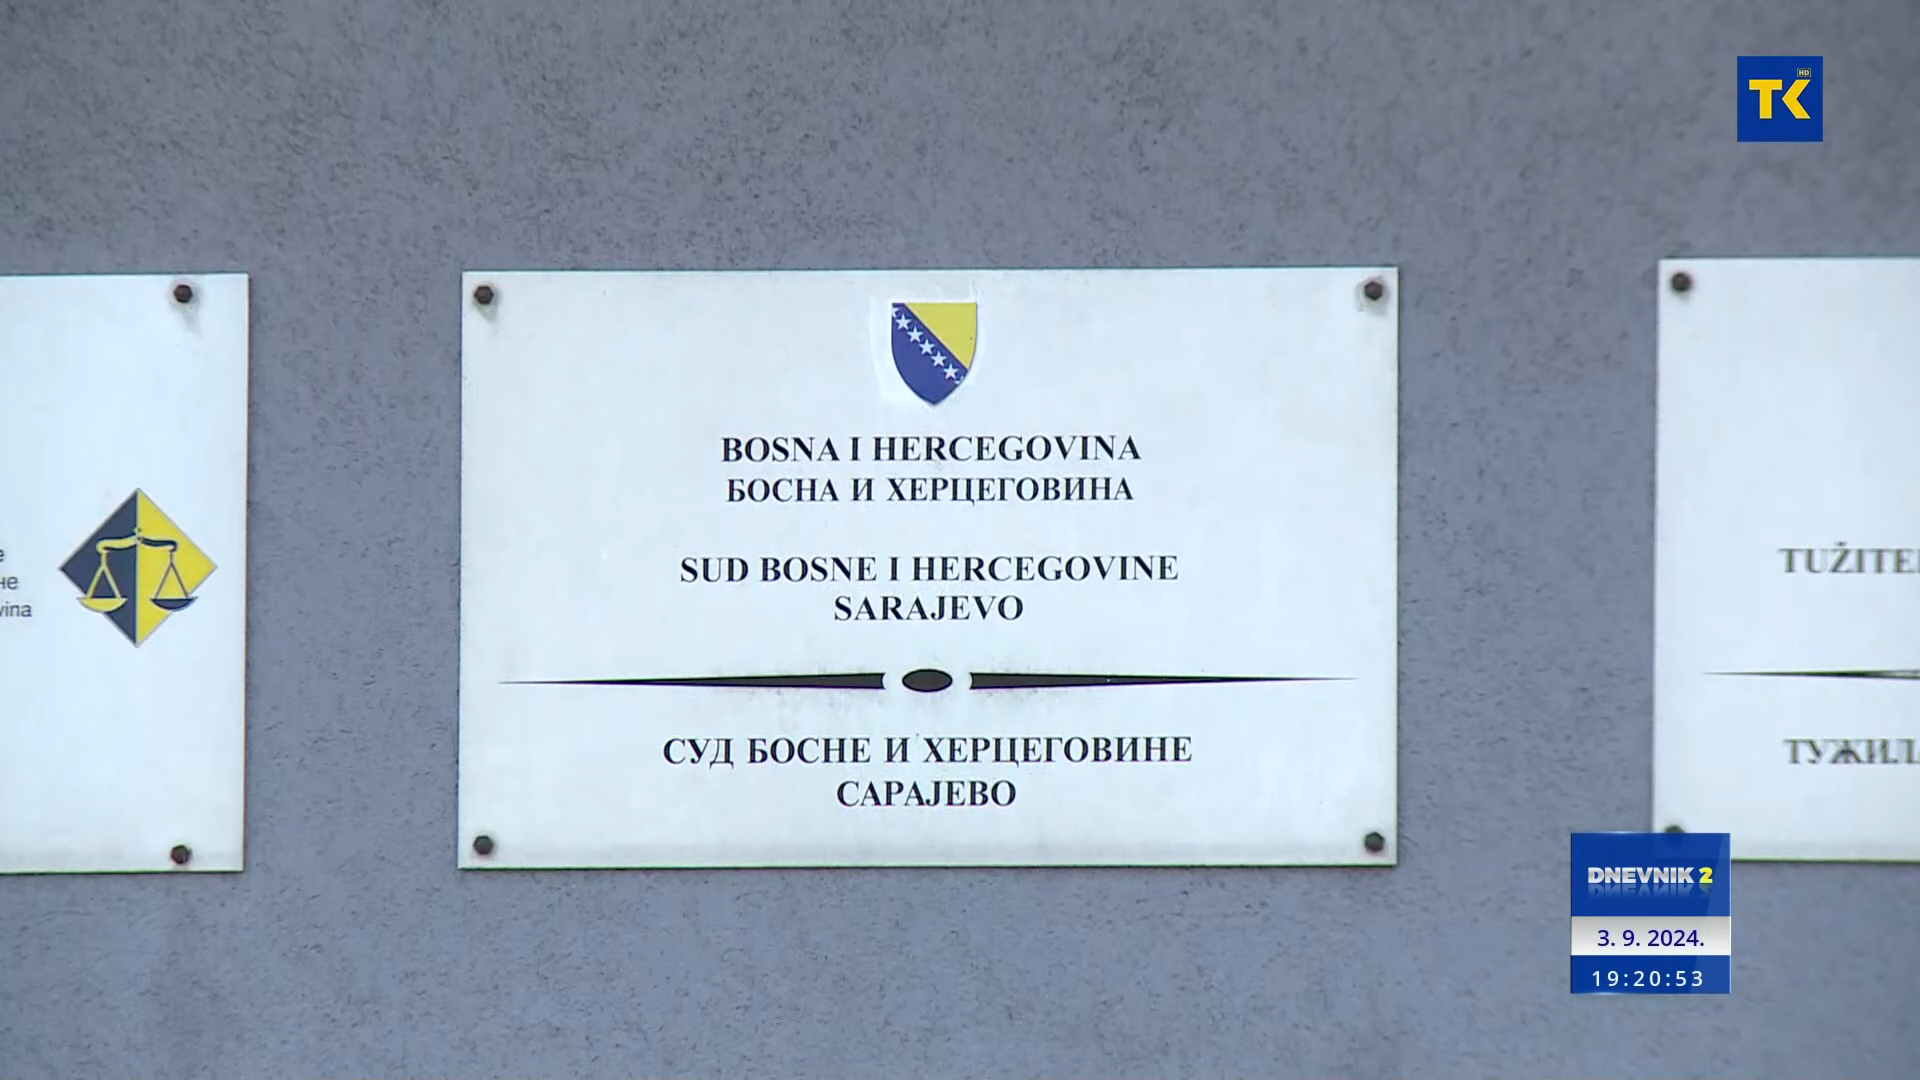 TK
HD
BOSNA I HERCEGOVINA
БОСНА И ХЕРЦЕГОВИНА
SUD BOSNE I HERCEGOVINE
SARAJEVO
СУД БОСНЕ И ХЕРЦЕГОВИНЕ
САРАЈЕВО
DNEVNIK 2
3. 9. 2024.
19:20:53